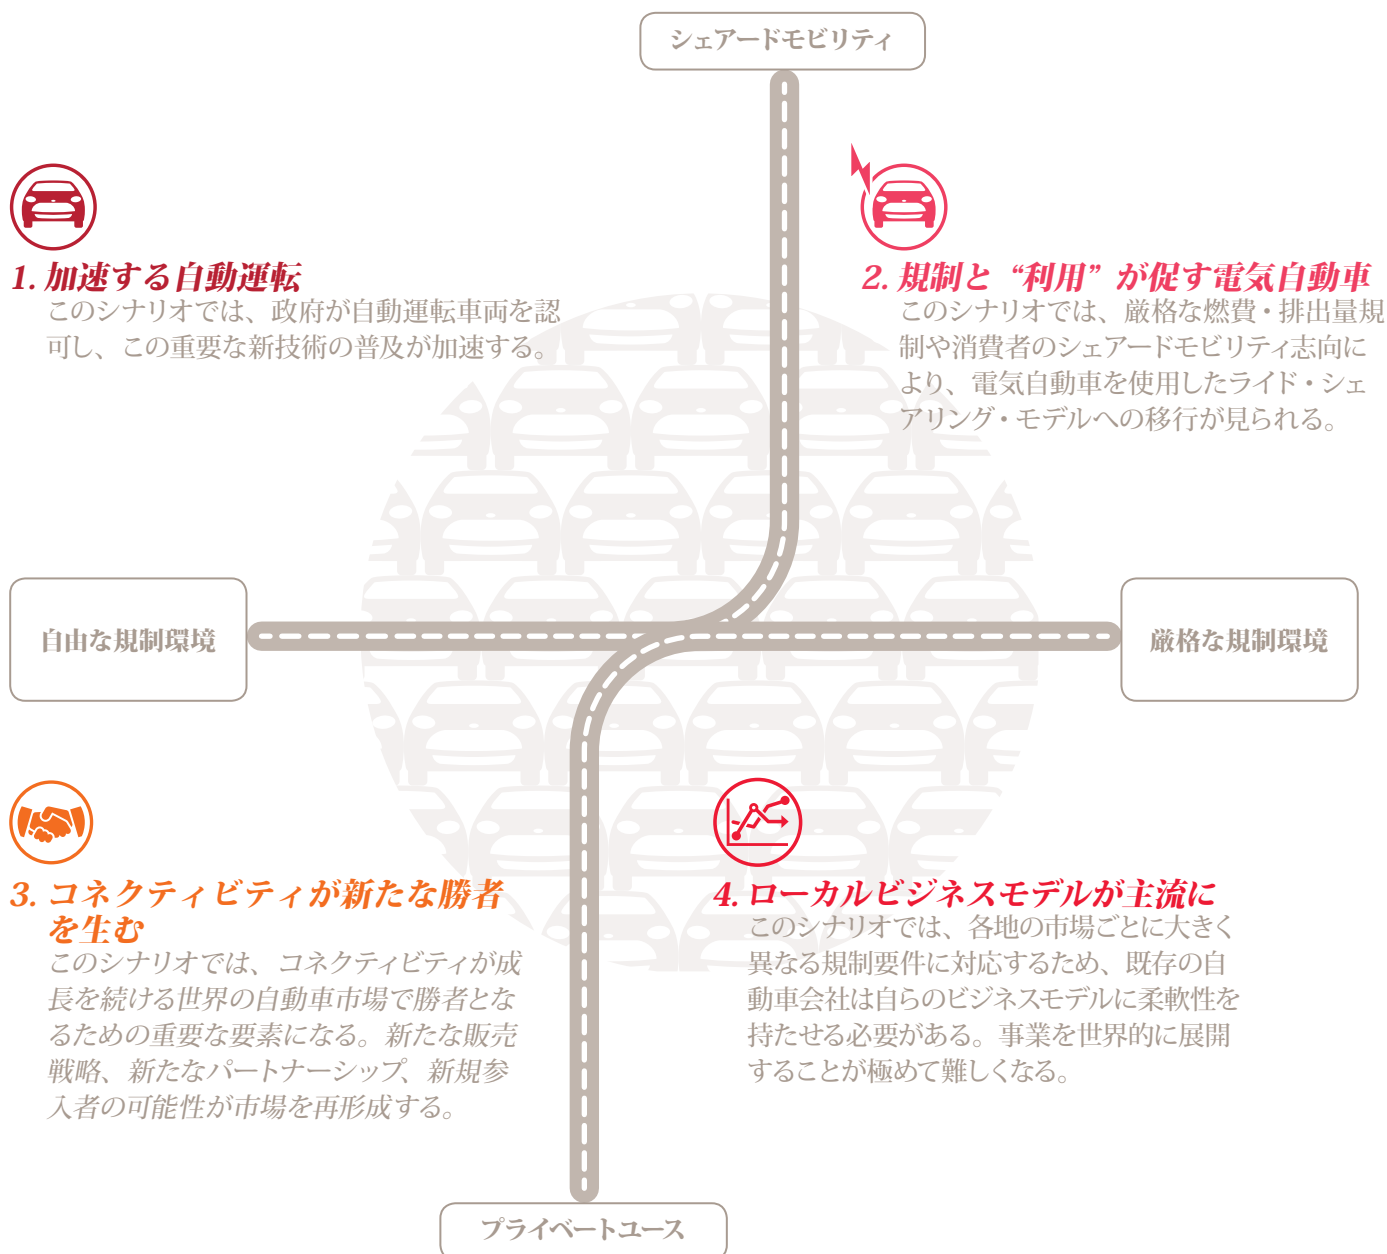 シェアードモビリティ
1. 加速する自動運転
このシナリオでは、政府が自動運転車両を認
可し、この重要な新技術の普及が加速する。
2. 規制と“利用”が促す電気自動車
このシナリオでは、厳格な燃費・排出量規
制や消費者のシェアードモビリティ志向に
より、電気自動車を使用したライド・シェ
アリング・モデルへの移行が見られる。
自由な規制環境
厳格な規制環境
3. コネクティビティが新たな勝者
を生む
このシナリオでは、コネクティビティが成
長を続ける世界の自動車市場で勝者とな
るための重要な要素になる。新たな販売
戦略、新たなパートナーシップ、新規参
入者の可能性が市場を再形成する。
4. ローカルビジネスモデルが主流に
このシナリオでは、各地の市場ごとに大きく
異なる規制要件に対応するため、既存の自
動車会社は自らのビジネスモデルに柔軟性を
持たせる必要がある。事業を世界的に展開
することが極めて難しくなる。
プライベートユース